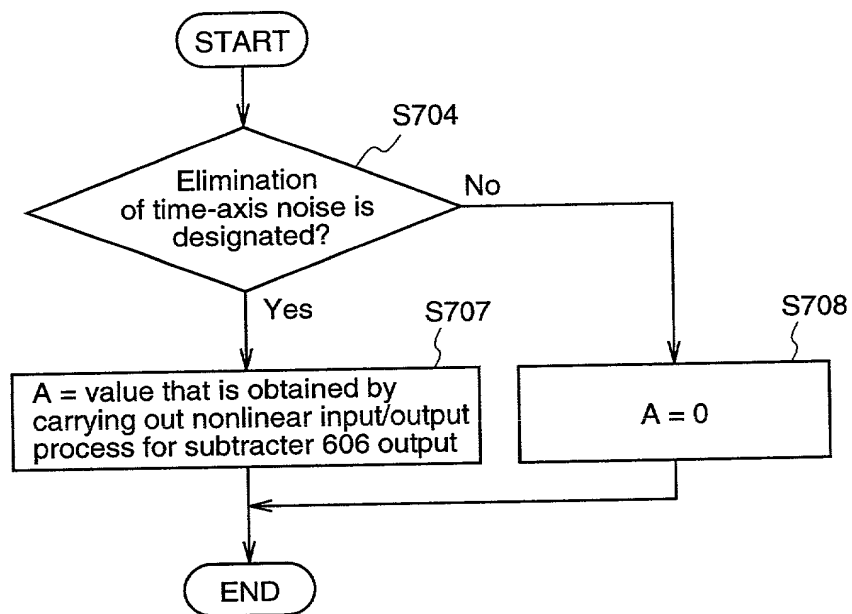 START
S704
Elimination
of time-axis noise is
designated?
No
Yes
S707
S708
A = value that is obtained by
carrying out nonlinear input/output
process for subtracter 606 output
A = 0
END